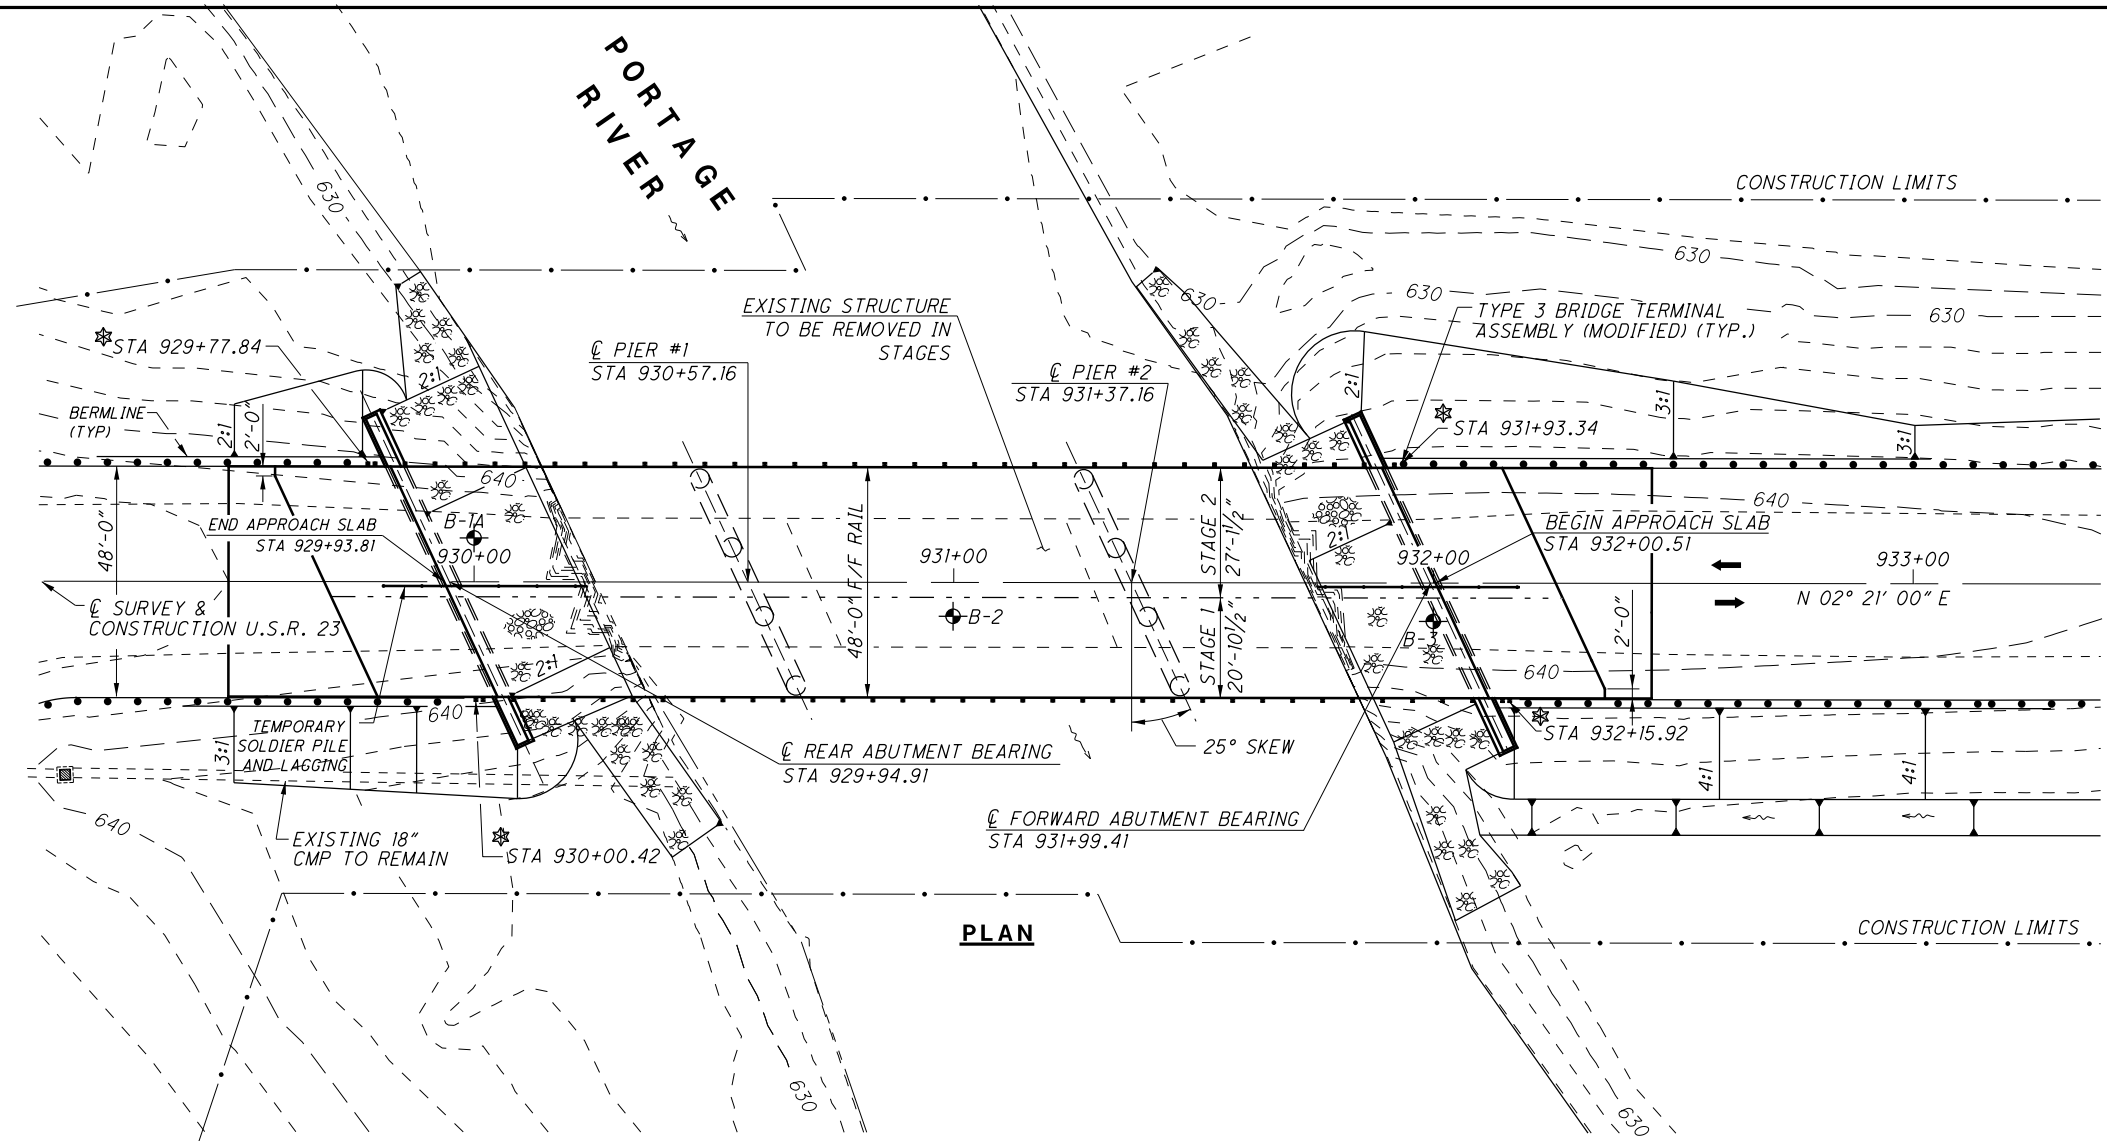 PORTAGE
RIVER
CONSTRUCTION LIMITS
630
630
630
630
630
EXISTING STRUCTURE
TO BE REMOVED IN
STAGES
TYPE 3 BRIDGE TERMINAL
ASSEMBLY (MODIFIED) (TYP.)
STA 929+77.84
℄ PIER #1
STA 930+57.16
℄ PIER #2
STA 931+37.16
2:1
2:1
3:1
BERMLINE
(TYP)
2:1
2'-0"
STA 931+93.34
3:1
640
640
END APPROACH SLAB
STA 929+93.81
B-1A
930+00
48'-0"
48'-0" F/F RAIL
931+00
STAGE 2
27'-1½"
2:1
932+00
BEGIN APPROACH SLAB
STA 932+00.51
933+00
N 02° 21' 00" E
℄ SURVEY &
CONSTRUCTION U.S.R. 23
B-2
STAGE 1
20'-10½"
B-3
2'-0"
2:1
640
640
TEMPORARY
SOLDIER PILE
AND LAGGING
3:1
℄ REAR ABUTMENT BEARING
STA 929+94.91
25° SKEW
STA 932+15.92
4:1
4:1
640
EXISTING 18"
CMP TO REMAIN
STA 930+00.42
℄ FORWARD ABUTMENT BEARING
STA 931+99.41
PLAN
CONSTRUCTION LIMITS
630
630